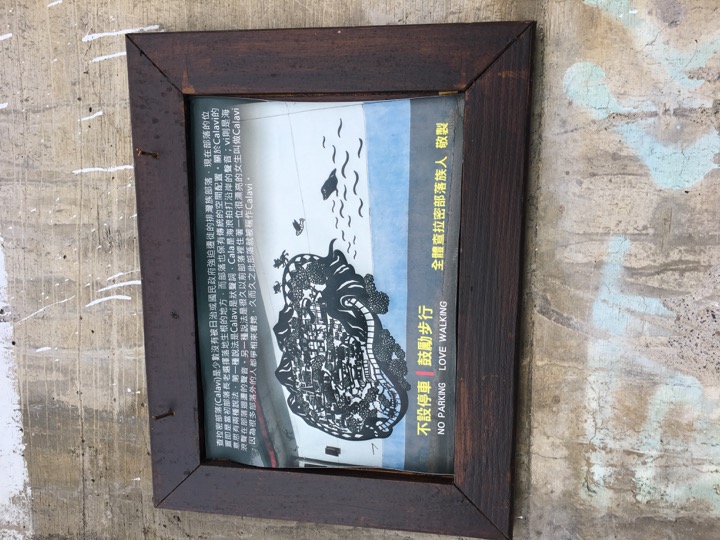 查拉密部落(Calavi)是少數沒有被日治或國民政府強迫遷徙的排灣族部落，現在部落的位
置即是當初部落長老選擇落地生根的地方，而部落也保有傳統的空間配置。關於Calavi的
意思有兩種說法，第一種說法是Calavi是狀聲詞，Cala是海浪拍打沿岸的聲音；vi則是海
浪聲在部落迴盪的聲音。另一種說法是很久以前部落裡住著一位很漂亮的女生叫做Calavi
，因為很多部落外的人都爭相來看她，久而久之此部落就被稱作Calavi。
不設停車 | 鼓勵步行
NO PARKING LOVE WALKING
全體查拉密部落族人 敬製